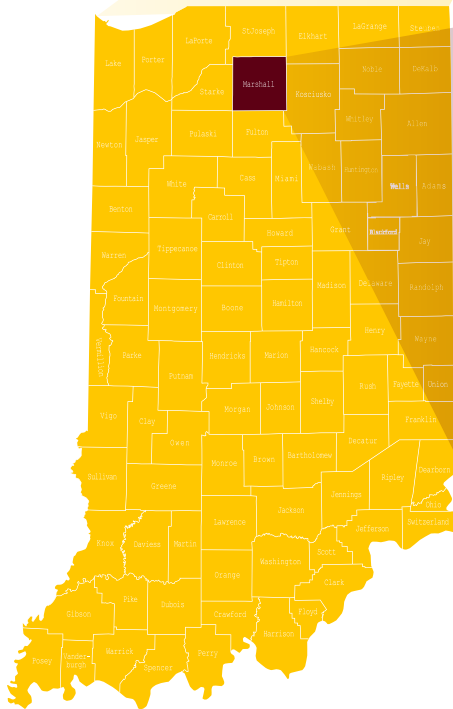 StJoseph
LaGrange
Steuben
Elkhart
LaPorte
Lake
Porter
Noble
DeKalb
Marshall
Starke
Kosciusko
Whitley
Allen
Pulaski
Fulton
Newton
Jasper
Wabash
Huntington
White
Cass
Miami
Wells
Adams
Benton
Carroll
Grant
Blackford
Howard
Jay
Warren
Tippecanoe
Clinton
Tipton
Fountain
Montgomery
Boone
Hamilton
Madison
Delaware
Randolph
Henry
Wayne
Vermillion
Parke
Hendricks
Marion
Hancock
Putnam
Rush
Fayette
Union
Shelby
Vigo
Clay
Morgan
Johnson
Franklin
Owen
Decatur
Sullivan
Monroe
Brown
Bartholomew
Dearborn
Greene
Jennings
Ripley
Jackson
Ohio
Lawrence
Jefferson
Switzerland
Knox
Daviess
Martin
Scott
Washington
Orange
Clark
Pike
Dubois
Gibson
Crawford
Floyd
Harrison
Posey
Vander-
burgh
Warrick
Perry
Spencer